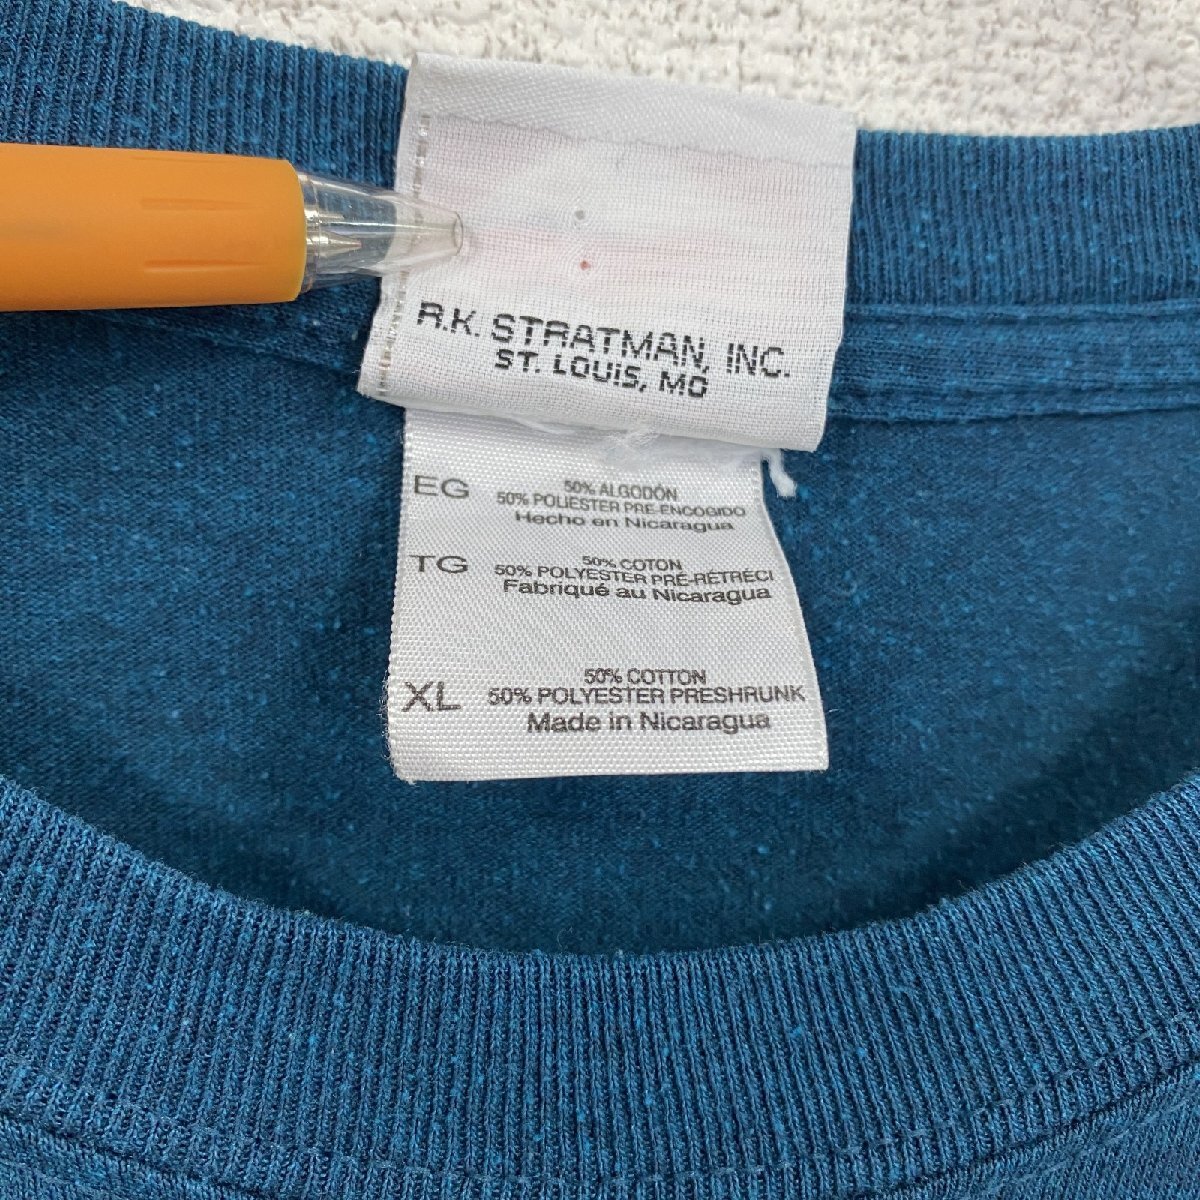 R.K. STRATMAN, INC.
ST. LOUIS, MO
EG
50% ALGODÓN
50% POLIESTER PRE-ENCOGIDO
Hecho en Nicaragua
TG
50% COTON
50% POLYESTER PRÉ-RÉTRÉCI
Fabriqué au Nicaragua
XL
50% COTTON
50% POLYESTER PRESHRUNK
Made in Nicaragua